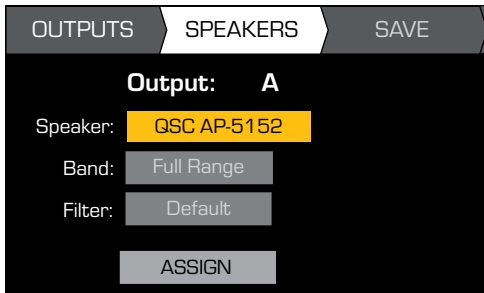 OUTPUTS SPEAKERS SAVE
Output: A
Speaker: QSC AP-5152
Band: Full Range
Filter: Default
ASSIGN